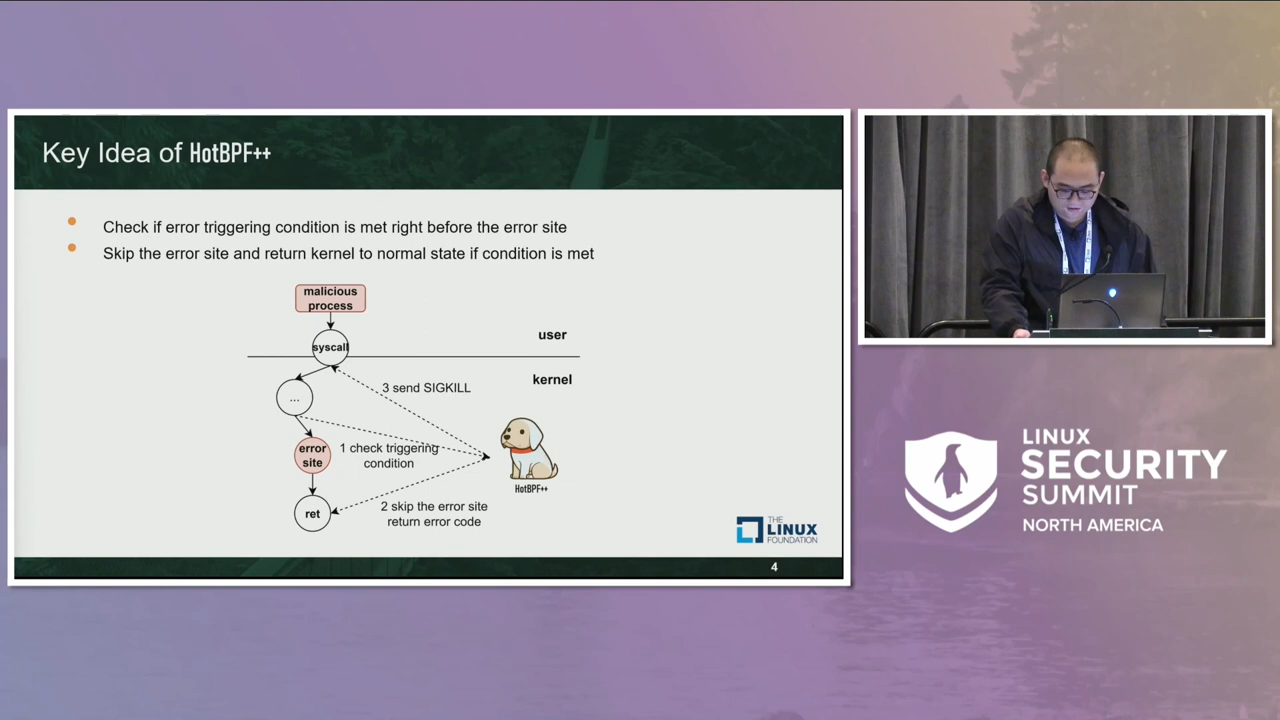 Key Idea of HotBPF++
Check if error triggering condition is met right before the error site
Skip the error site and return kernel to normal state if condition is met
malicious
process
syscall
user
kernel
3 send SIGKILL
...
error
site
1 check triggering
condition
HotBPF++
ret
2 skip the error site
return error code
THE
LINUX
FOUNDATION
4
LINUX
SECURITY
SUMMIT
NORTH AMERICA